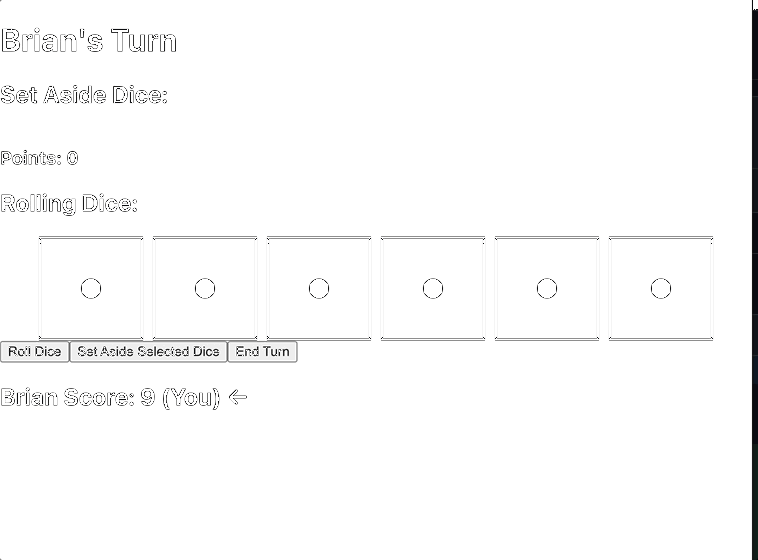 Brian's Turn
Set Aside Dice:
Points: 0
Rolling Dice:
Roll Dice Set Aside Selected Dice End Turn
Brian Score: 9 (You) ←